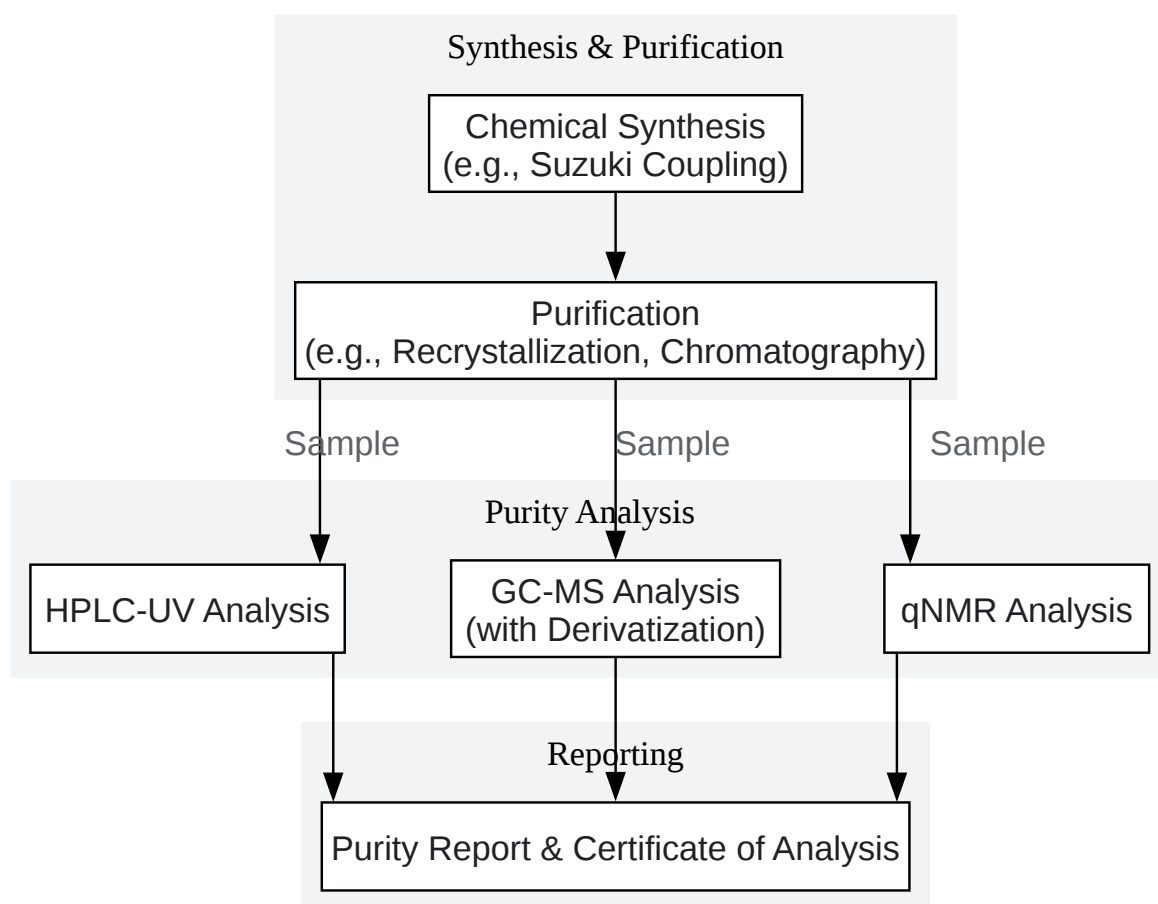 Synthesis & Purification
Chemical Synthesis
(e.g., Suzuki Coupling)
Purification
(e.g., Recrystallization, Chromatography)
Sample
Sample
Sample
Purity Analysis
HPLC-UV Analysis
GC-MS Analysis
(with Derivatization)
qNMR Analysis
Reporting
Purity Report & Certificate of Analysis